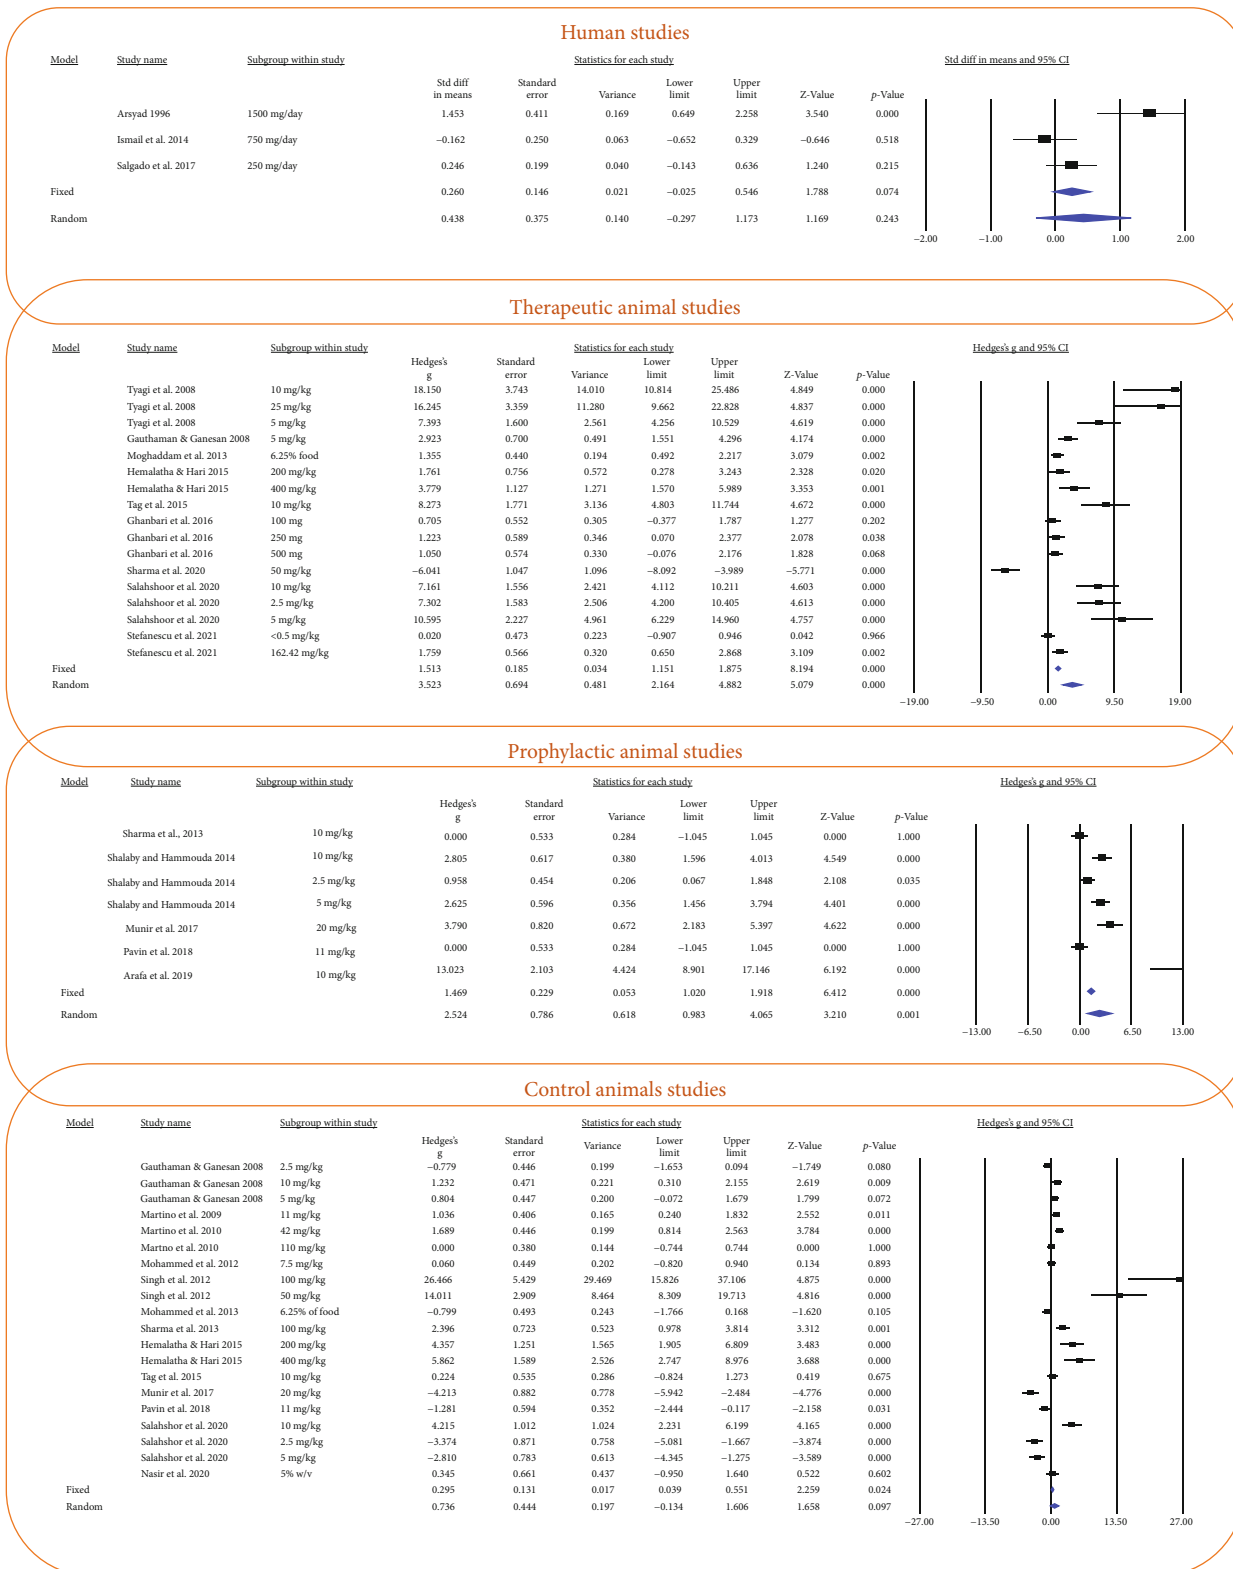 Human studies
Model Study name Subgroup within study Statistics for each study Std diff in means and 95% CI
Std diff in means Standard error Variance Lower limit Upper limit Z-Value p-Value
Arsyad 1996 1500 mg/day 1.453 0.411 0.169 0.649 2.258 3.540 0.000
Ismail et al. 2014 750 mg/day −0.162 0.250 0.063 −0.652 0.329 −0.646 0.518
Salgado et al. 2017 250 mg/day 0.246 0.199 0.040 −0.143 0.636 1.240 0.215
Fixed 0.260 0.146 0.021 −0.025 0.546 1.788 0.074
Random 0.438 0.375 0.140 −0.297 1.173 1.169 0.243
−2.00 −1.00 0.00 1.00 2.00
Therapeutic animal studies
Model Study name Subgroup within study Statistics for each study Hedges's g and 95% CI
Hedges's g Standard error Variance Lower limit Upper limit Z-Value p-Value
Tyagi et al. 2008 10 mg/kg 18.150 3.743 14.010 10.814 25.486 4.849 0.000
Tyagi et al. 2008 25 mg/kg 16.245 3.359 11.280 9.662 22.828 4.837 0.000
Tyagi et al. 2008 5 mg/kg 7.393 1.600 2.561 4.256 10.529 4.619 0.000
Gauthaman & Ganesan 2008 5 mg/kg 2.923 0.700 0.491 1.551 4.296 4.174 0.000
Moghaddam et al. 2013 6.25% food 1.355 0.440 0.194 0.492 2.217 3.079 0.002
Hemalatha & Hari 2015 200 mg/kg 1.761 0.756 0.572 0.278 3.243 2.328 0.020
Hemalatha & Hari 2015 400 mg/kg 3.779 1.127 1.271 1.570 5.989 3.353 0.001
Tag et al. 2015 10 mg/kg 8.273 1.771 3.136 4.803 11.744 4.672 0.000
Ghanbari et al. 2016 100 mg 0.705 0.552 0.305 −0.377 1.787 1.277 0.202
Ghanbari et al. 2016 250 mg 1.223 0.589 0.346 0.070 2.377 2.078 0.038
Ghanbari et al. 2016 500 mg 1.050 0.574 0.330 −0.076 2.176 1.828 0.068
Sharma et al. 2020 50 mg/kg −6.041 1.047 1.096 −8.092 −3.989 −5.771 0.000
Salahshoor et al. 2020 10 mg/kg 7.161 1.556 2.421 4.112 10.211 4.603 0.000
Salahshoor et al. 2020 2.5 mg/kg 7.302 1.583 2.506 4.200 10.405 4.613 0.000
Salahshoor et al. 2020 5 mg/kg 10.595 2.227 4.961 6.229 14.960 4.757 0.000
Stefanescu et al. 2021 <0.5 mg/kg 0.020 0.473 0.223 −0.907 0.946 0.042 0.966
Stefanescu et al. 2021 162.42 mg/kg 1.759 0.566 0.320 0.650 2.868 3.109 0.002
Fixed 1.513 0.185 0.034 1.151 1.875 8.194 0.000
Random 3.523 0.694 0.481 2.164 4.882 5.079 0.000
−19.00 −9.50 0.00 9.50 19.00
Prophylactic animal studies
Model Study name Subgroup within study Statistics for each study Hedges's g and 95% CI
Hedges's g Standard error Variance Lower limit Upper limit Z-Value p-Value
Sharma et al., 2013 10 mg/kg 0.000 0.533 0.284 −1.045 1.045 0.000 1.000
Shalaby and Hammouda 2014 10 mg/kg 2.805 0.617 0.380 1.596 4.013 4.549 0.000
Shalaby and Hammouda 2014 2.5 mg/kg 0.958 0.454 0.206 0.067 1.848 2.108 0.035
Shalaby and Hammouda 2014 5 mg/kg 2.625 0.596 0.356 1.456 3.794 4.401 0.000
Munir et al. 2017 20 mg/kg 3.790 0.820 0.672 2.183 5.397 4.622 0.000
Pavin et al. 2018 11 mg/kg 0.000 0.533 0.284 −1.045 1.045 0.000 1.000
Arafa et al. 2019 10 mg/kg 13.023 2.103 4.424 8.901 17.146 6.192 0.000
Fixed 1.469 0.229 0.053 1.020 1.918 6.412 0.000
Random 2.524 0.786 0.618 0.983 4.065 3.210 0.001
−13.00 −6.50 0.00 6.50 13.00
Control animals studies
Model Study name Subgroup within study Statistics for each study Hedges's g and 95% CI
Hedges's g Standard error Variance Lower limit Upper limit Z-Value p-Value
Gauthaman & Ganesan 2008 2.5 mg/kg −0.779 0.446 0.199 −1.653 0.094 −1.749 0.080
Gauthaman & Ganesan 2008 10 mg/kg 1.232 0.471 0.221 0.310 2.155 2.619 0.009
Gauthaman & Ganesan 2008 5 mg/kg 0.804 0.447 0.200 −0.072 1.679 1.799 0.072
Martino et al. 2009 11 mg/kg 1.036 0.406 0.165 0.240 1.832 2.552 0.011
Martino et al. 2010 42 mg/kg 1.689 0.446 0.199 0.814 2.563 3.784 0.000
Martno et al. 2010 110 mg/kg 0.000 0.380 0.144 −0.744 0.744 0.000 1.000
Mohammed et al. 2012 7.5 mg/kg 0.060 0.449 0.202 −0.820 0.940 0.134 0.893
Singh et al. 2012 100 mg/kg 26.466 5.429 29.469 15.826 37.106 4.875 0.000
Singh et al. 2012 50 mg/kg 14.011 2.909 8.464 8.309 19.713 4.816 0.000
Mohammed et al. 2013 6.25% of food −0.799 0.493 0.243 −1.766 0.168 −1.620 0.105
Sharma et al. 2013 100 mg/kg 2.396 0.723 0.523 0.978 3.814 3.312 0.001
Hemalatha & Hari 2015 200 mg/kg 4.357 1.251 1.565 1.905 6.809 3.483 0.000
Hemalatha & Hari 2015 400 mg/kg 5.862 1.589 2.526 2.747 8.976 3.688 0.000
Tag et al. 2015 10 mg/kg 0.224 0.535 0.286 −0.824 1.273 0.419 0.675
Munir et al. 2017 20 mg/kg −4.213 0.882 0.778 −5.942 −2.484 −4.776 0.000
Pavin et al. 2018 11 mg/kg −1.281 0.594 0.352 −2.444 −0.117 −2.158 0.031
Salahshor et al. 2020 10 mg/kg 4.215 1.012 1.024 2.231 6.199 4.165 0.000
Salahshor et al. 2020 2.5 mg/kg −3.374 0.871 0.758 −5.081 −1.667 −3.874 0.000
Salahshor et al. 2020 5 mg/kg −2.810 0.783 0.613 −4.345 −1.275 −3.589 0.000
Nasir et al. 2020 5% w/v 0.345 0.661 0.437 −0.950 1.640 0.522 0.602
Fixed 0.295 0.131 0.017 0.039 0.551 2.259 0.024
Random 0.736 0.444 0.197 −0.134 1.606 1.658 0.097
−27.00 −13.50 0.00 13.50 27.00